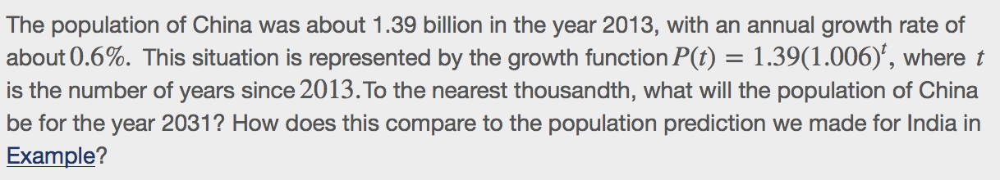 The population of China was about 1.39 billion in the year 2013, with an annual growth rate of
about 0.6%. This situation is represented by the growth function P(t) = 1.39(1.006)ᵗ, where t
is the number of years since 2013. To the nearest thousandth, what will the population of China
be for the year 2031? How does this compare to the population prediction we made for India in
Example?